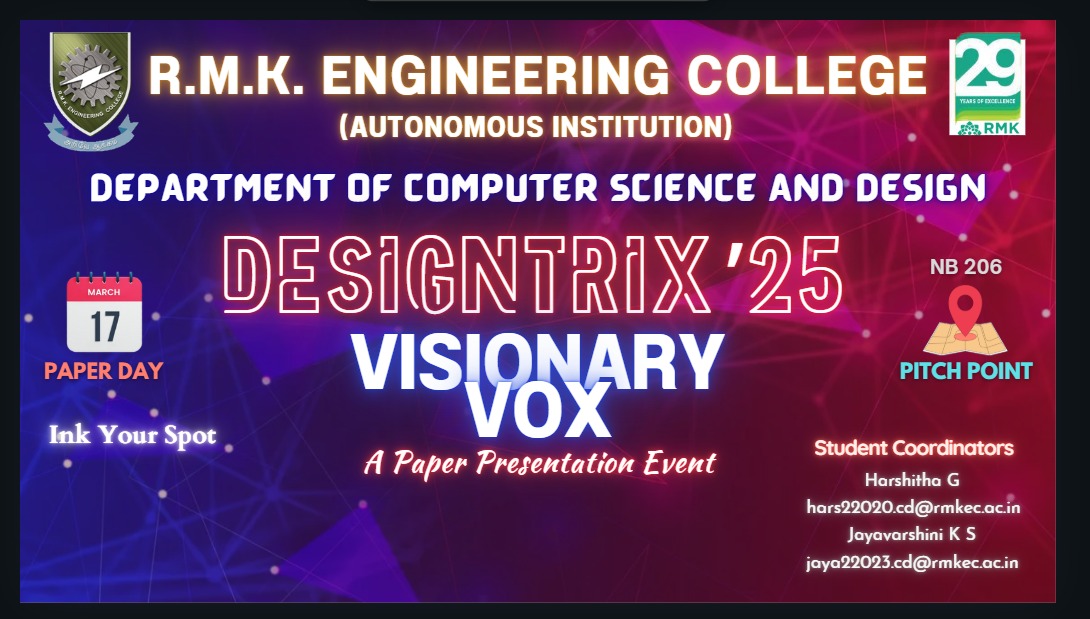 R.M.K. ENGINEERING COLLEGE
(AUTONOMOUS INSTITUTION)
R.M.K. ENGINEERING COLLEGE
29
YEARS OF EXCELLENCE
RMK
DEPARTMENT OF COMPUTER SCIENCE AND DESIGN
DESIGNTRIX '25
MARCH
17
PAPER DAY
Ink Your Spot
VISIONARY
VOX
A Paper Presentation Event
NB 206
PITCH POINT
Student Coordinators
Harshitha G
hars22020.cd@rmkec.ac.in
Jayavarshini K S
jaya22023.cd@rmkec.ac.in